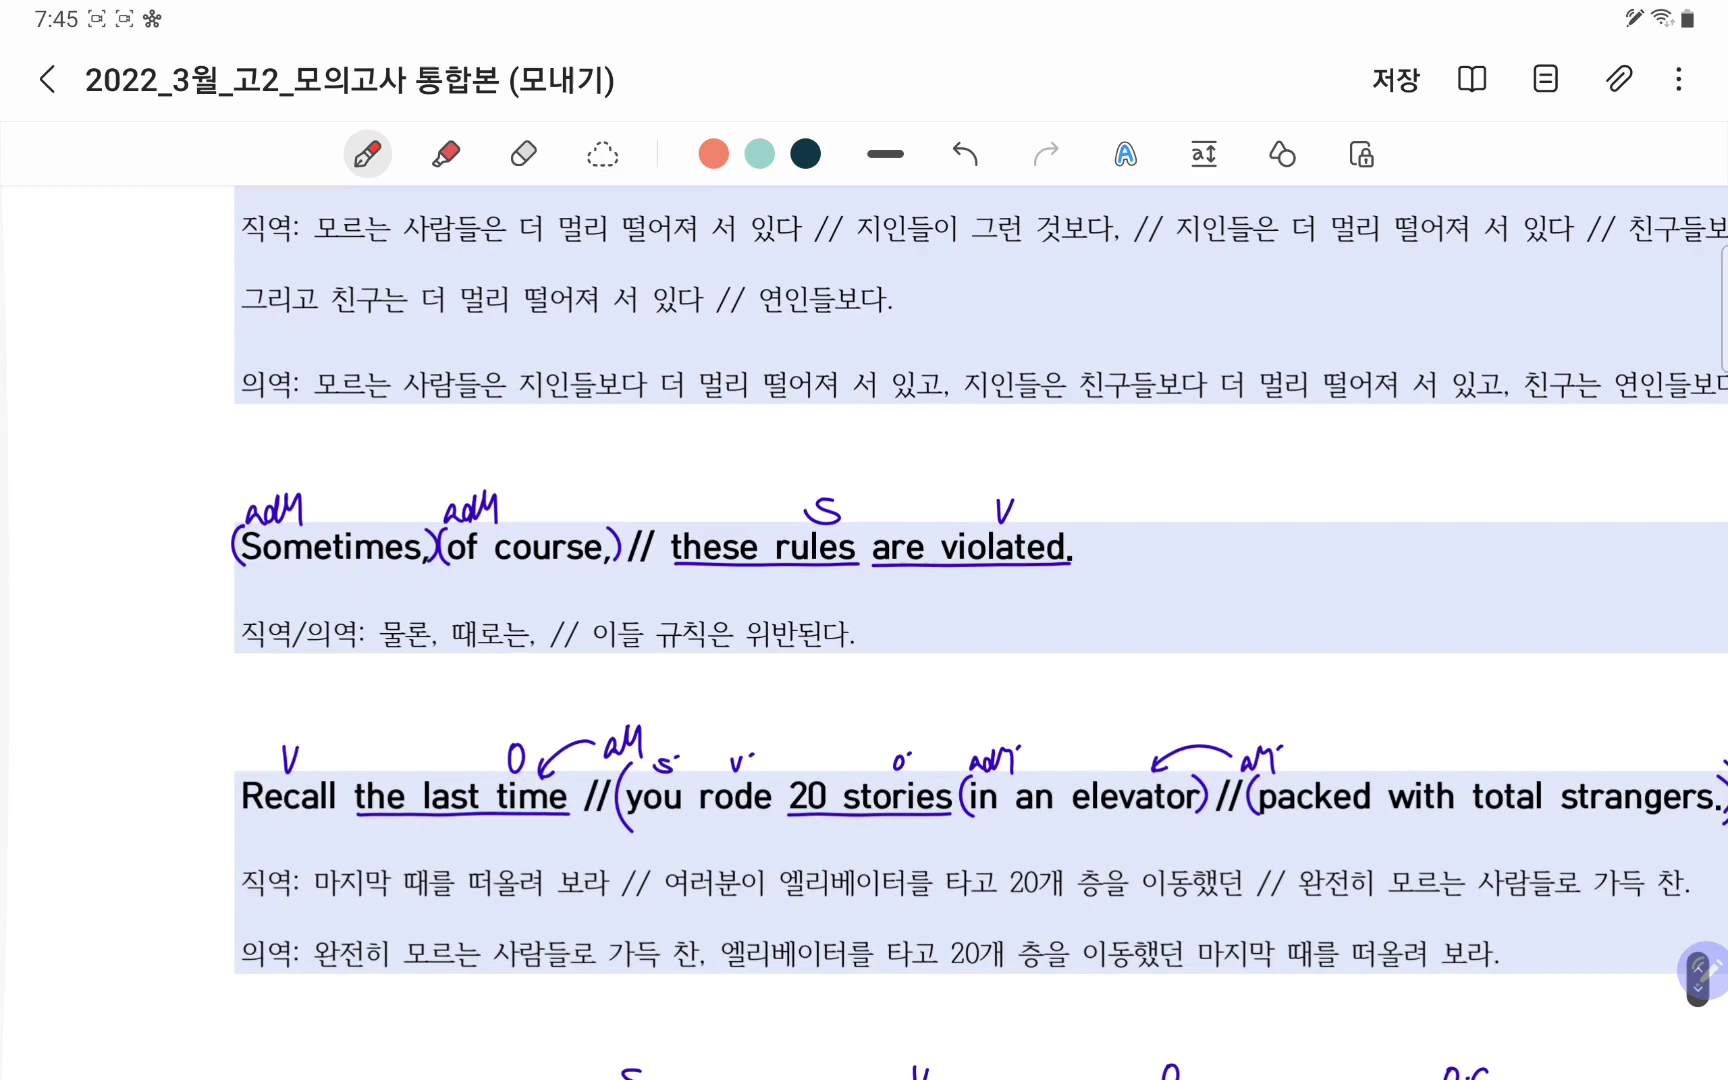 7:45
2022_3월_고2_모의고사 통합본 (모내기)
저장
직역: 모르는 사람들은 더 멀리 떨어져 서 있다 // 지인들이 그런 것보다, // 지인들은 더 멀리 떨어져 서 있다 // 친구들보
그리고 친구는 더 멀리 떨어져 서 있다 // 연인들보다.
의역: 모르는 사람들은 지인들보다 더 멀리 떨어져 서 있고, 지인들은 친구들보다 더 멀리 떨어져 서 있고, 친구는 연인들보다
adM adM S V
(Sometimes,)(of course,) // these rules are violated.
직역/의역: 물론, 때로는, // 이들 규칙은 위반된다.
V O aM s' v' o' adM' aM'
Recall the last time //(you rode 20 stories (in an elevator) //(packed with total strangers.)
직역: 마지막 때를 떠올려 보라 // 여러분이 엘리베이터를 타고 20개 층을 이동했던 // 완전히 모르는 사람들로 가득 찬.
의역: 완전히 모르는 사람들로 가득 찬, 엘리베이터를 타고 20개 층을 이동했던 마지막 때를 떠올려 보라.
S V O O.C